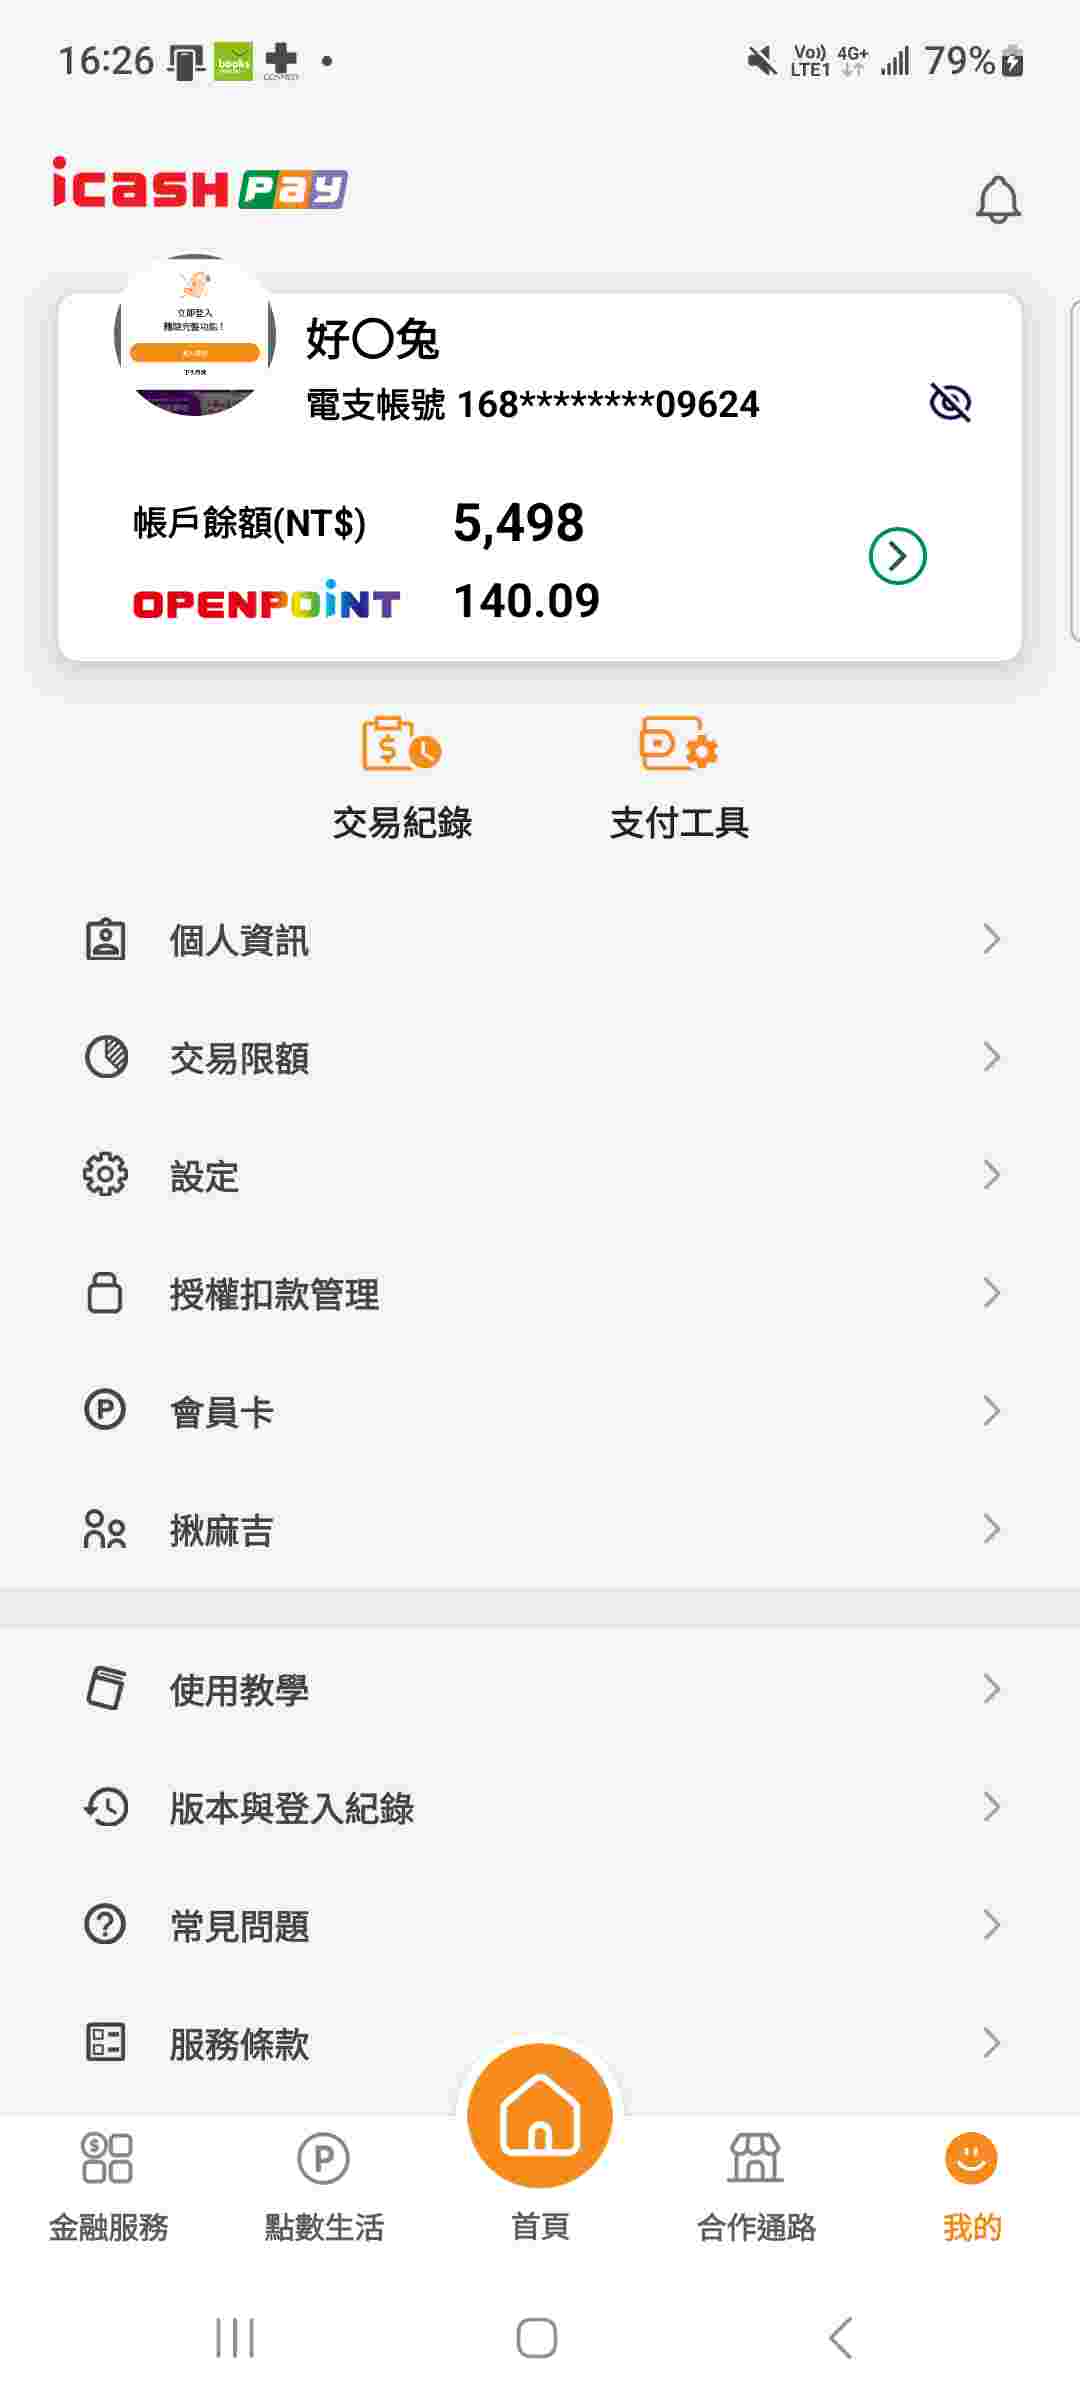 16:26
books
COSMED
Vo)) LTE1 4G+ 79%
icash Pay
立即登入
體驗完整功能！
好〇兔
電支帳號 168********09624
帳戶餘額(NT$) 5,498
OPENPOINT 140.09
交易紀錄 支付工具
個人資訊
交易限額
設定
授權扣款管理
會員卡
揪麻吉
使用教學
版本與登入紀錄
常見問題
服務條款
金融服務 點數生活 首頁 合作通路 我的